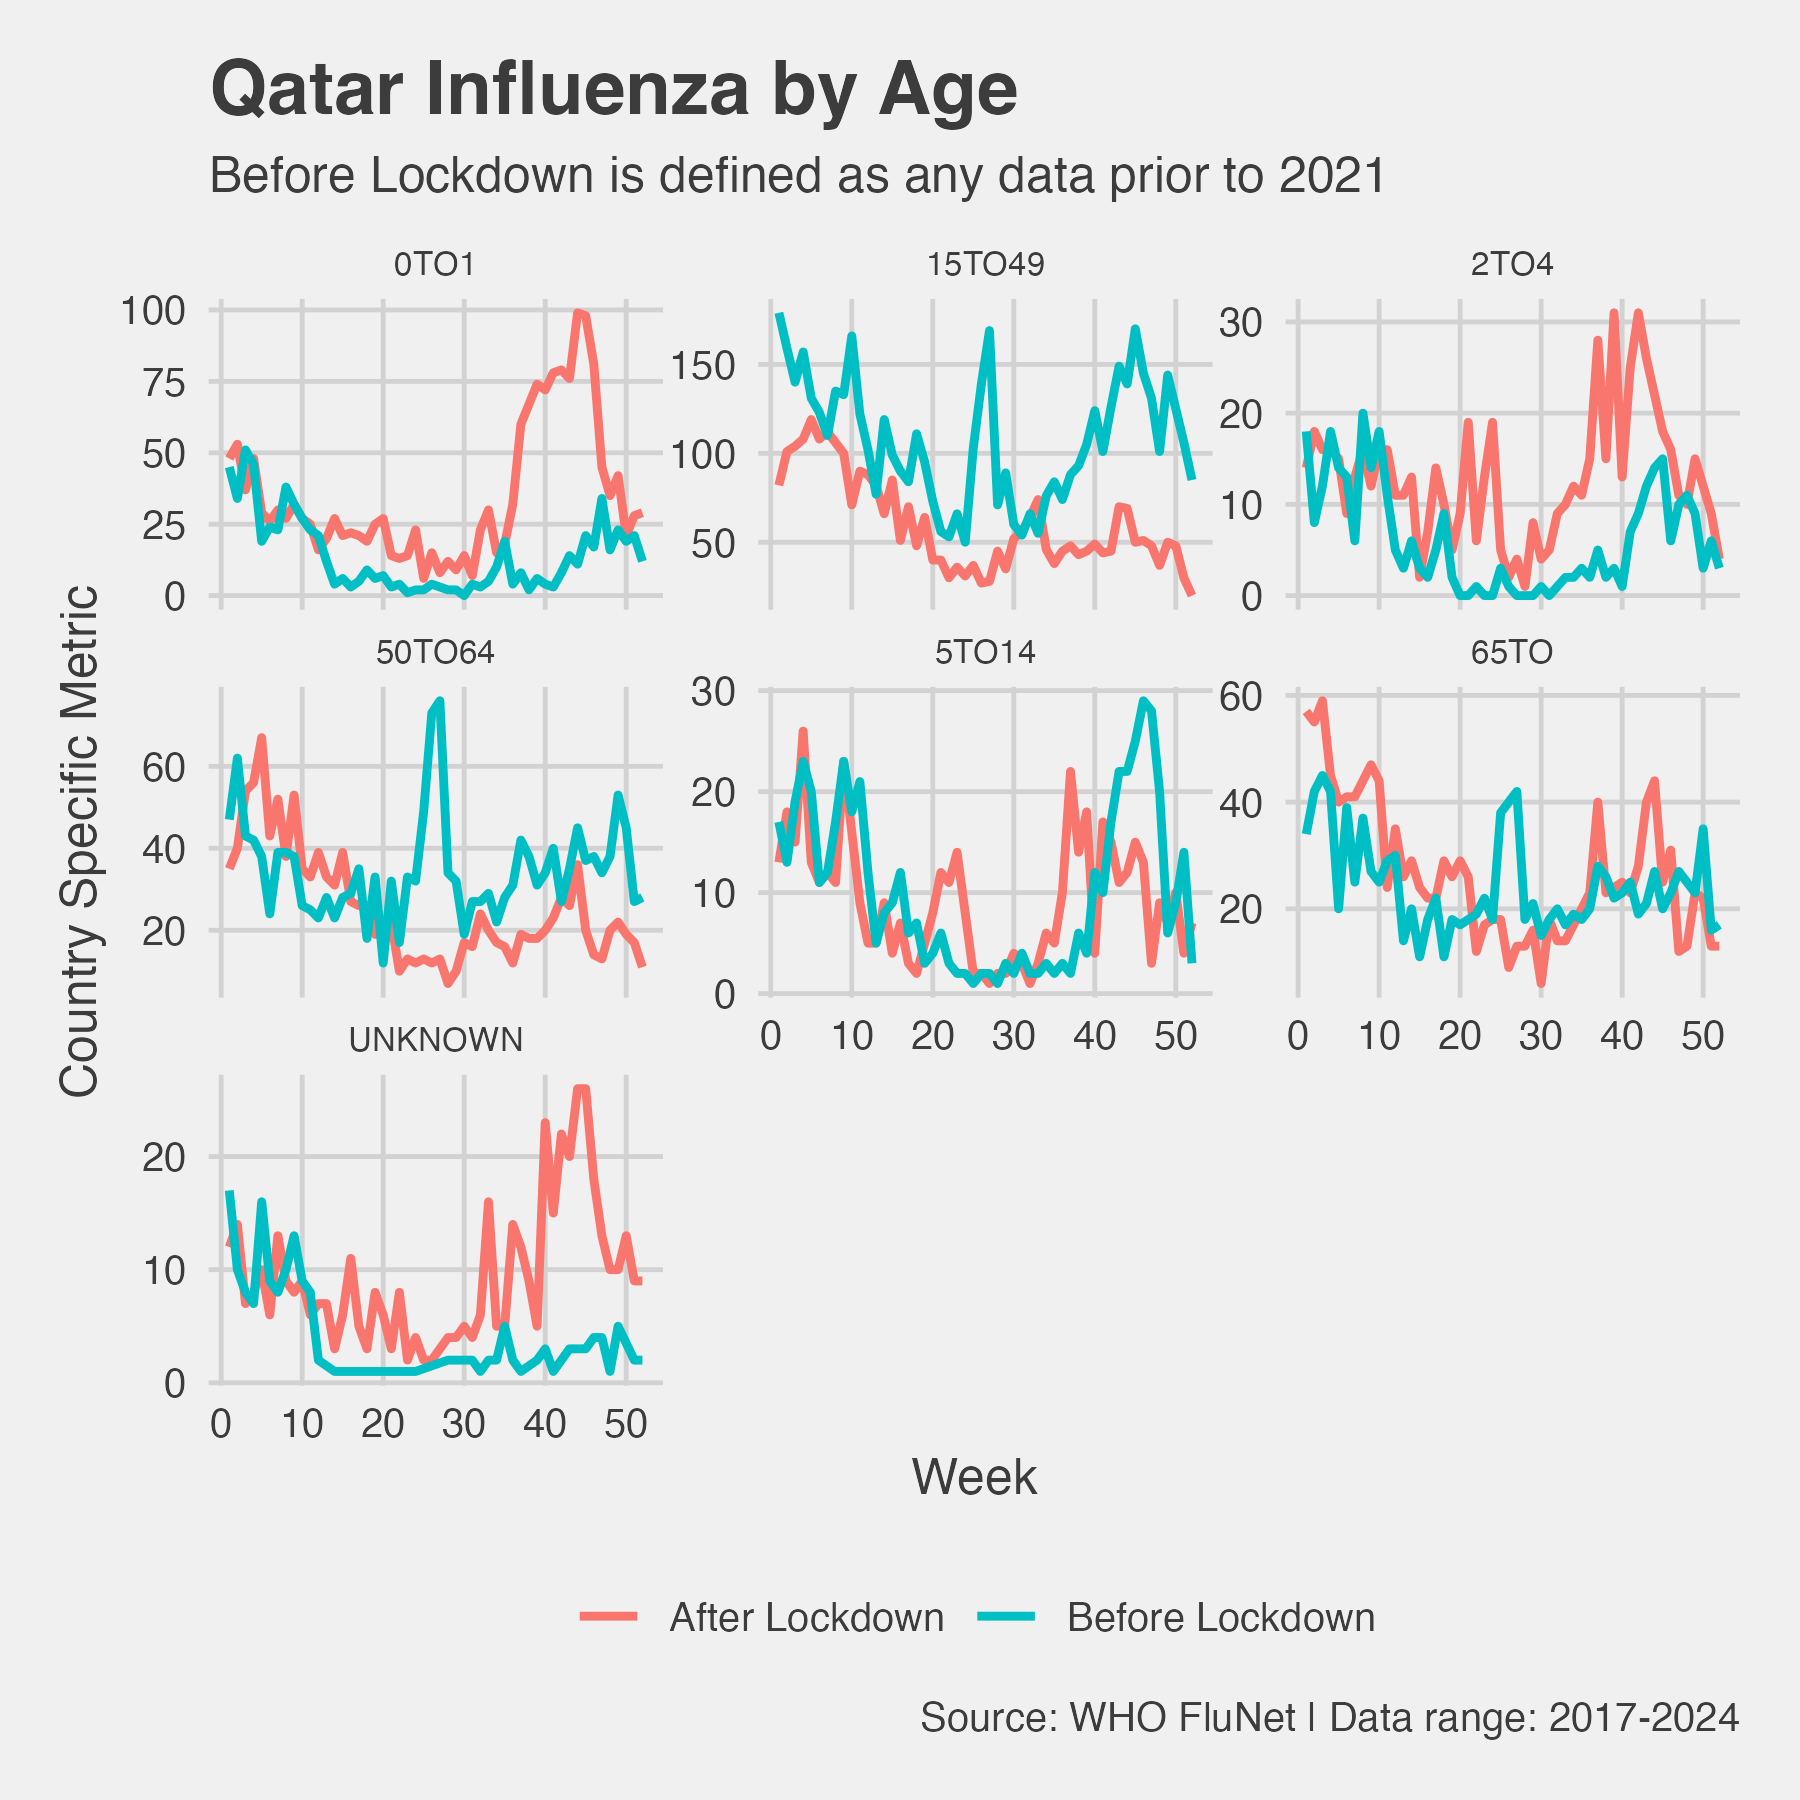 Qatar Influenza by Age
Before Lockdown is defined as any data prior to 2021
0TO1
15TO49
2TO4
100
75
50
25
0
150
100
50
30
20
10
0
50TO64
5TO14
65TO
60
40
20
30
20
10
0
60
40
20
0 10 20 30 40 50
0 10 20 30 40 50
UNKNOWN
20
10
0
0 10 20 30 40 50
Country Specific Metric
Week
After Lockdown
Before Lockdown
Source: WHO FluNet | Data range: 2017-2024